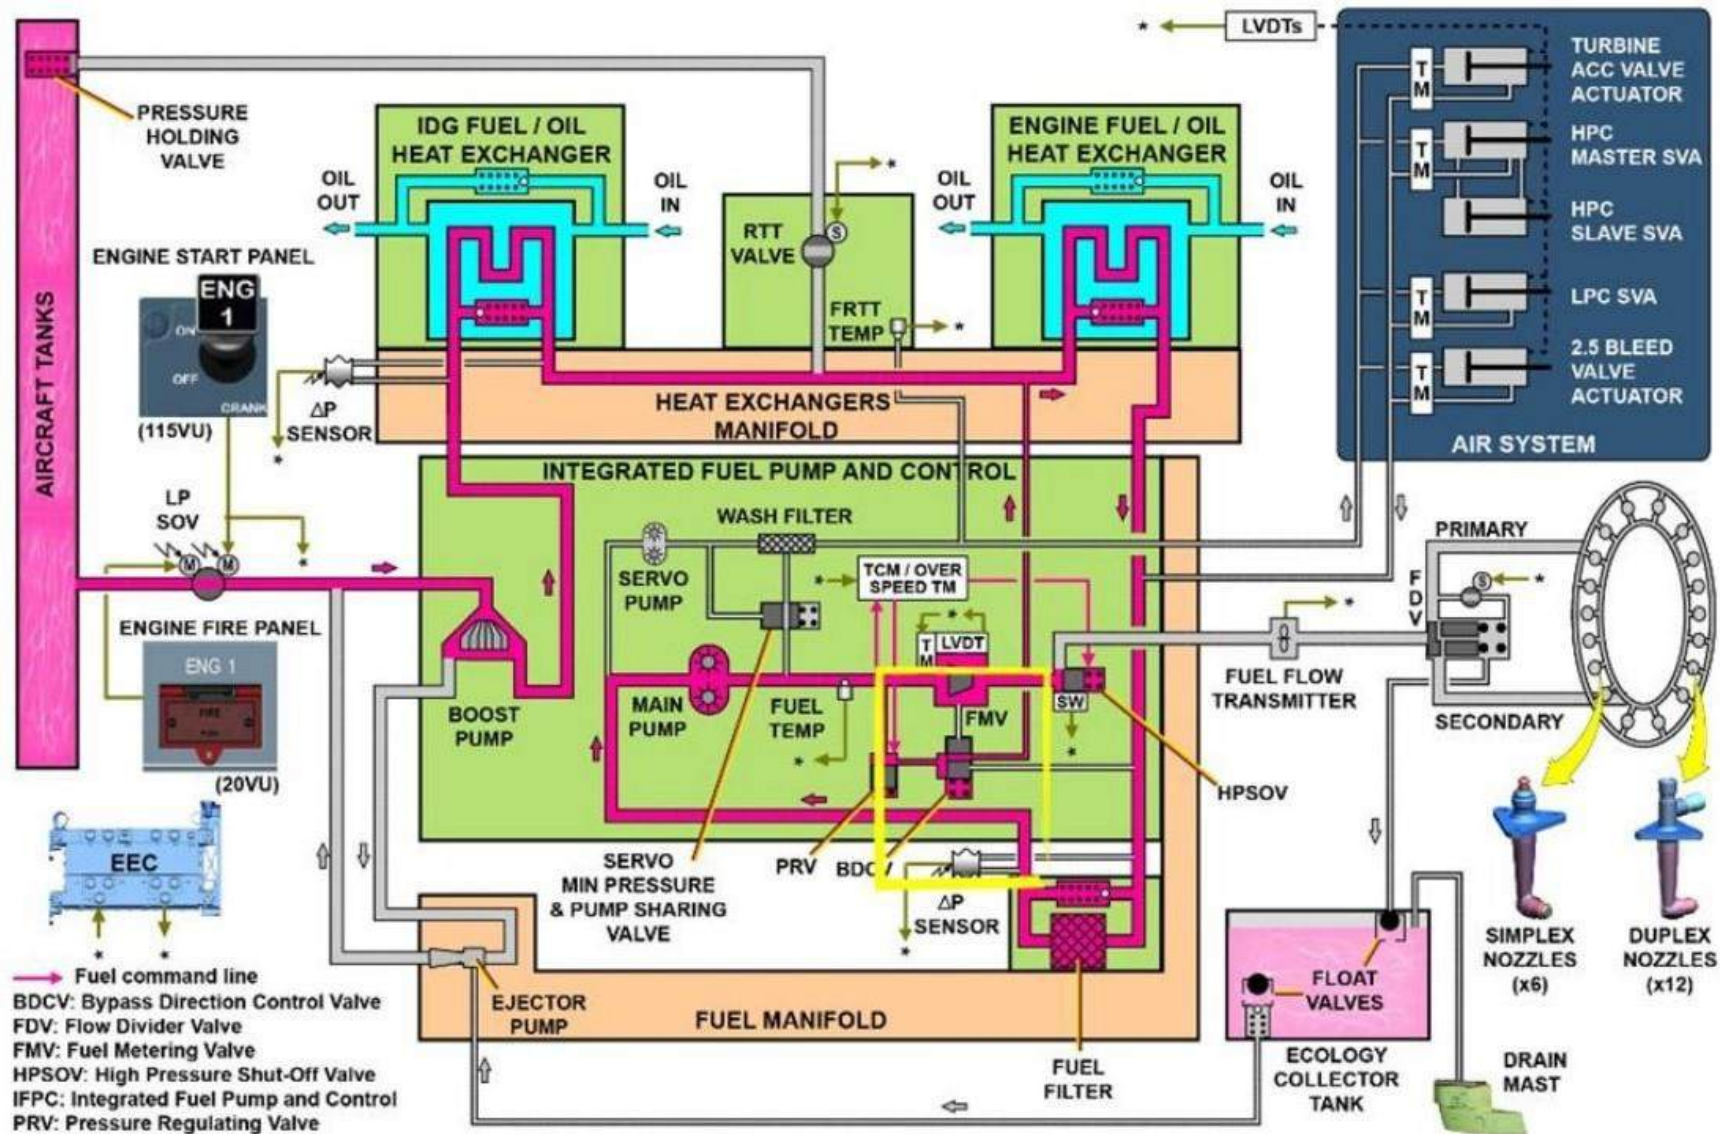 LVDTs
*
AIRCRAFT TANKS
PRESSURE
HOLDING
VALVE
IDG FUEL / OIL
HEAT EXCHANGER
OIL
OUT
OIL
IN
RTT
VALVE
S
*
FRTT
TEMP
*
ENGINE FUEL / OIL
HEAT EXCHANGER
OIL
OUT
OIL
IN
TM
TURBINE
ACC VALVE
ACTUATOR
TM
HPC
MASTER SVA
HPC
SLAVE SVA
TM
LPC SVA
TM
2.5 BLEED
VALVE
ACTUATOR
AIR SYSTEM
ENGINE START PANEL
ENG
1
ON
OFF
CRANK
(115VU)
ΔP
SENSOR
*
HEAT EXCHANGERS
MANIFOLD
LP
SOV
M
M
*
ENGINE FIRE PANEL
ENG 1
FIRE
PUSH
(20VU)
INTEGRATED FUEL PUMP AND CONTROL
WASH FILTER
SERVO
PUMP
*
TCM / OVER
SPEED TM
*
TM
LVDT
BOOST
PUMP
MAIN
PUMP
FUEL
TEMP
*
FMV
SW
*
HPSOV
PRV
BDCV
SERVO
MIN PRESSURE
& PUMP SHARING
VALVE
ΔP
SENSOR
*
FUEL FLOW
TRANSMITTER
*
PRIMARY
FDV
S
*
SECONDARY
SIMPLEX
NOZZLES
(x6)
DUPLEX
NOZZLES
(x12)
EEC
*
*
EJECTOR
PUMP
FUEL MANIFOLD
FUEL
FILTER
FLOAT
VALVES
ECOLOGY
COLLECTOR
TANK
DRAIN
MAST
Fuel command line
BDCV: Bypass Direction Control Valve
FDV: Flow Divider Valve
FMV: Fuel Metering Valve
HPSOV: High Pressure Shut-Off Valve
IFPC: Integrated Fuel Pump and Control
PRV: Pressure Regulating Valve